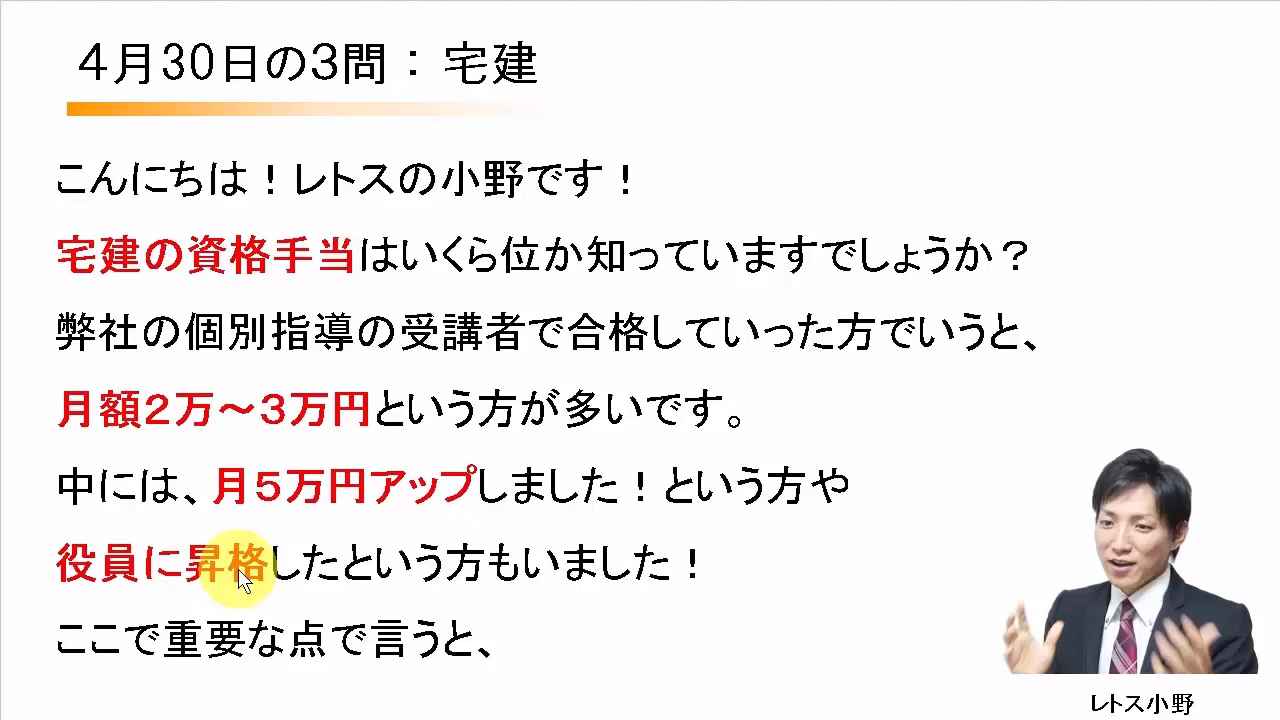 ４月30日の３問：宅建
こんにちは！レトスの小野です！
宅建の資格手当はいくら位か知っていますでしょうか？
弊社の個別指導の受講者で合格していった方でいうと、
月額２万～３万円という方が多いです。
中には、月５万円アップしました！という方や
役員に昇格したという方もいました！
ここで重要な点で言うと、
レトス小野